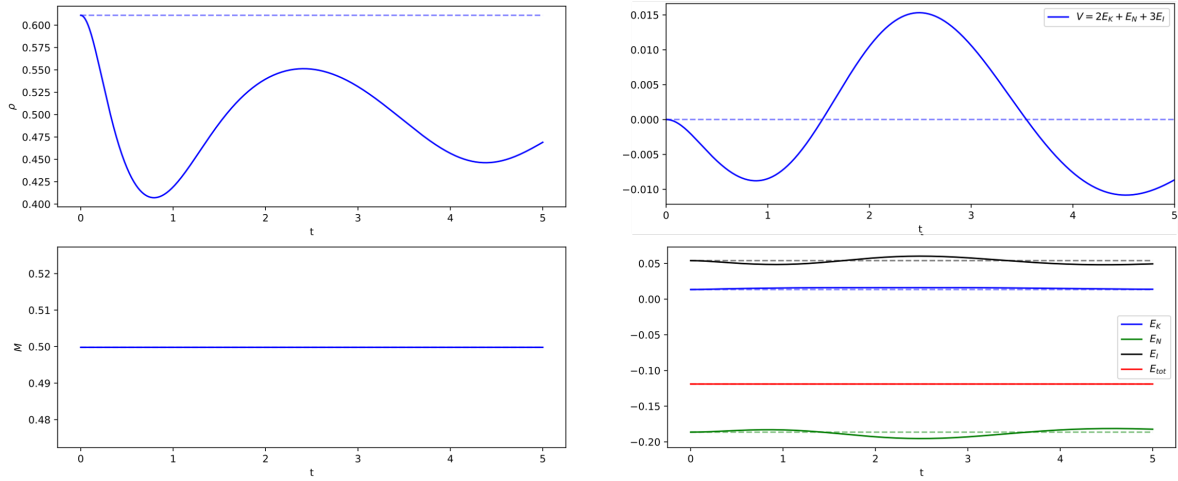 0.600
0.575
0.550
0.525
0.500
0.475
0.450
0.425
0.400
ρ
0 1 2 3 4 5
t
0.015
0.010
0.005
0.000
−0.005
−0.010
V = 2E_K + E_N + 3E_I
0 1 2 3 4 5
t
0.52
0.51
0.50
0.49
0.48
M
0 1 2 3 4 5
t
0.05
0.00
−0.05
−0.10
−0.15
−0.20
E_K
E_N
E_I
E_tot
0 1 2 3 4 5
t